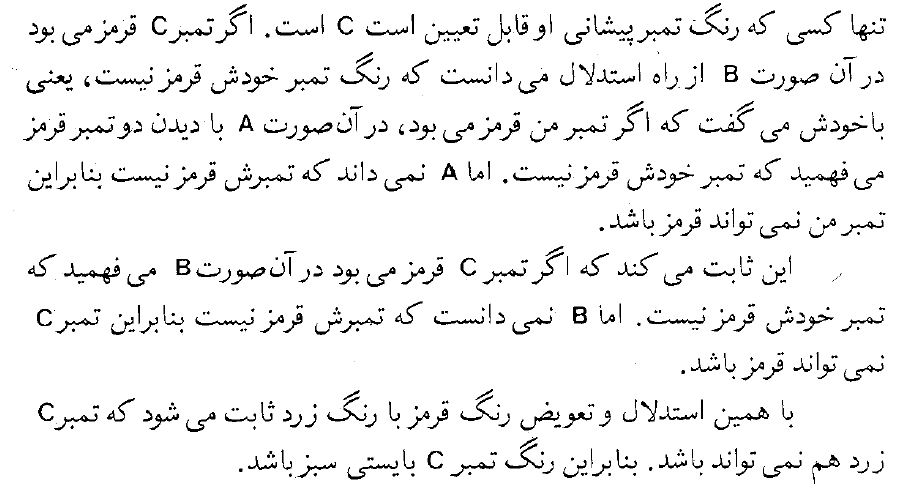 تنها کسی که رنگ تمبر پیشانی او قابل تعیین است C است. اگر تمبر C قرمز می بود
در آن صورت B از راه استدلال می دانست که رنگ تمبر خودش قرمز نیست، یعنی
باخودش می گفت که اگر تمبر من قرمز می بود، در آن صورت A با دیدن دو تمبر قرمز
می فهمید که تمبر خودش قرمز نیست. اما A نمی داند که تمبرش قرمز نیست بنابراین
تمبر من نمی تواند قرمز باشد.
این ثابت می کند که اگر تمبر C قرمز می بود در آن صورت B می فهمید که
تمبر خودش قرمز نیست. اما B نمی دانست که تمبرش قرمز نیست بنابراین تمبر C
نمی تواند قرمز باشد.
با همین استدلال و تعویض رنگ قرمز با رنگ زرد ثابت می شود که تمبر C
زرد هم نمی تواند باشد. بنابراین رنگ تمبر C بایستی سبز باشد.